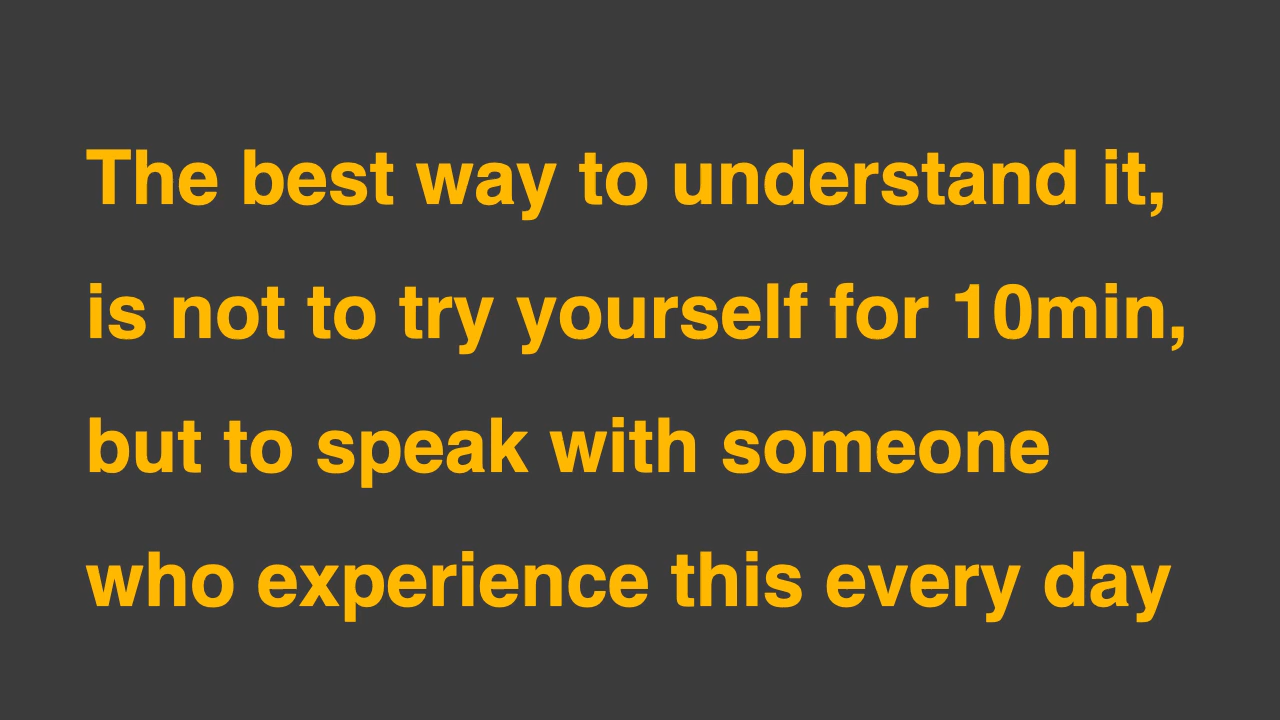 The best way to understand it,
is not to try yourself for 10min,
but to speak with someone
who experience this every day